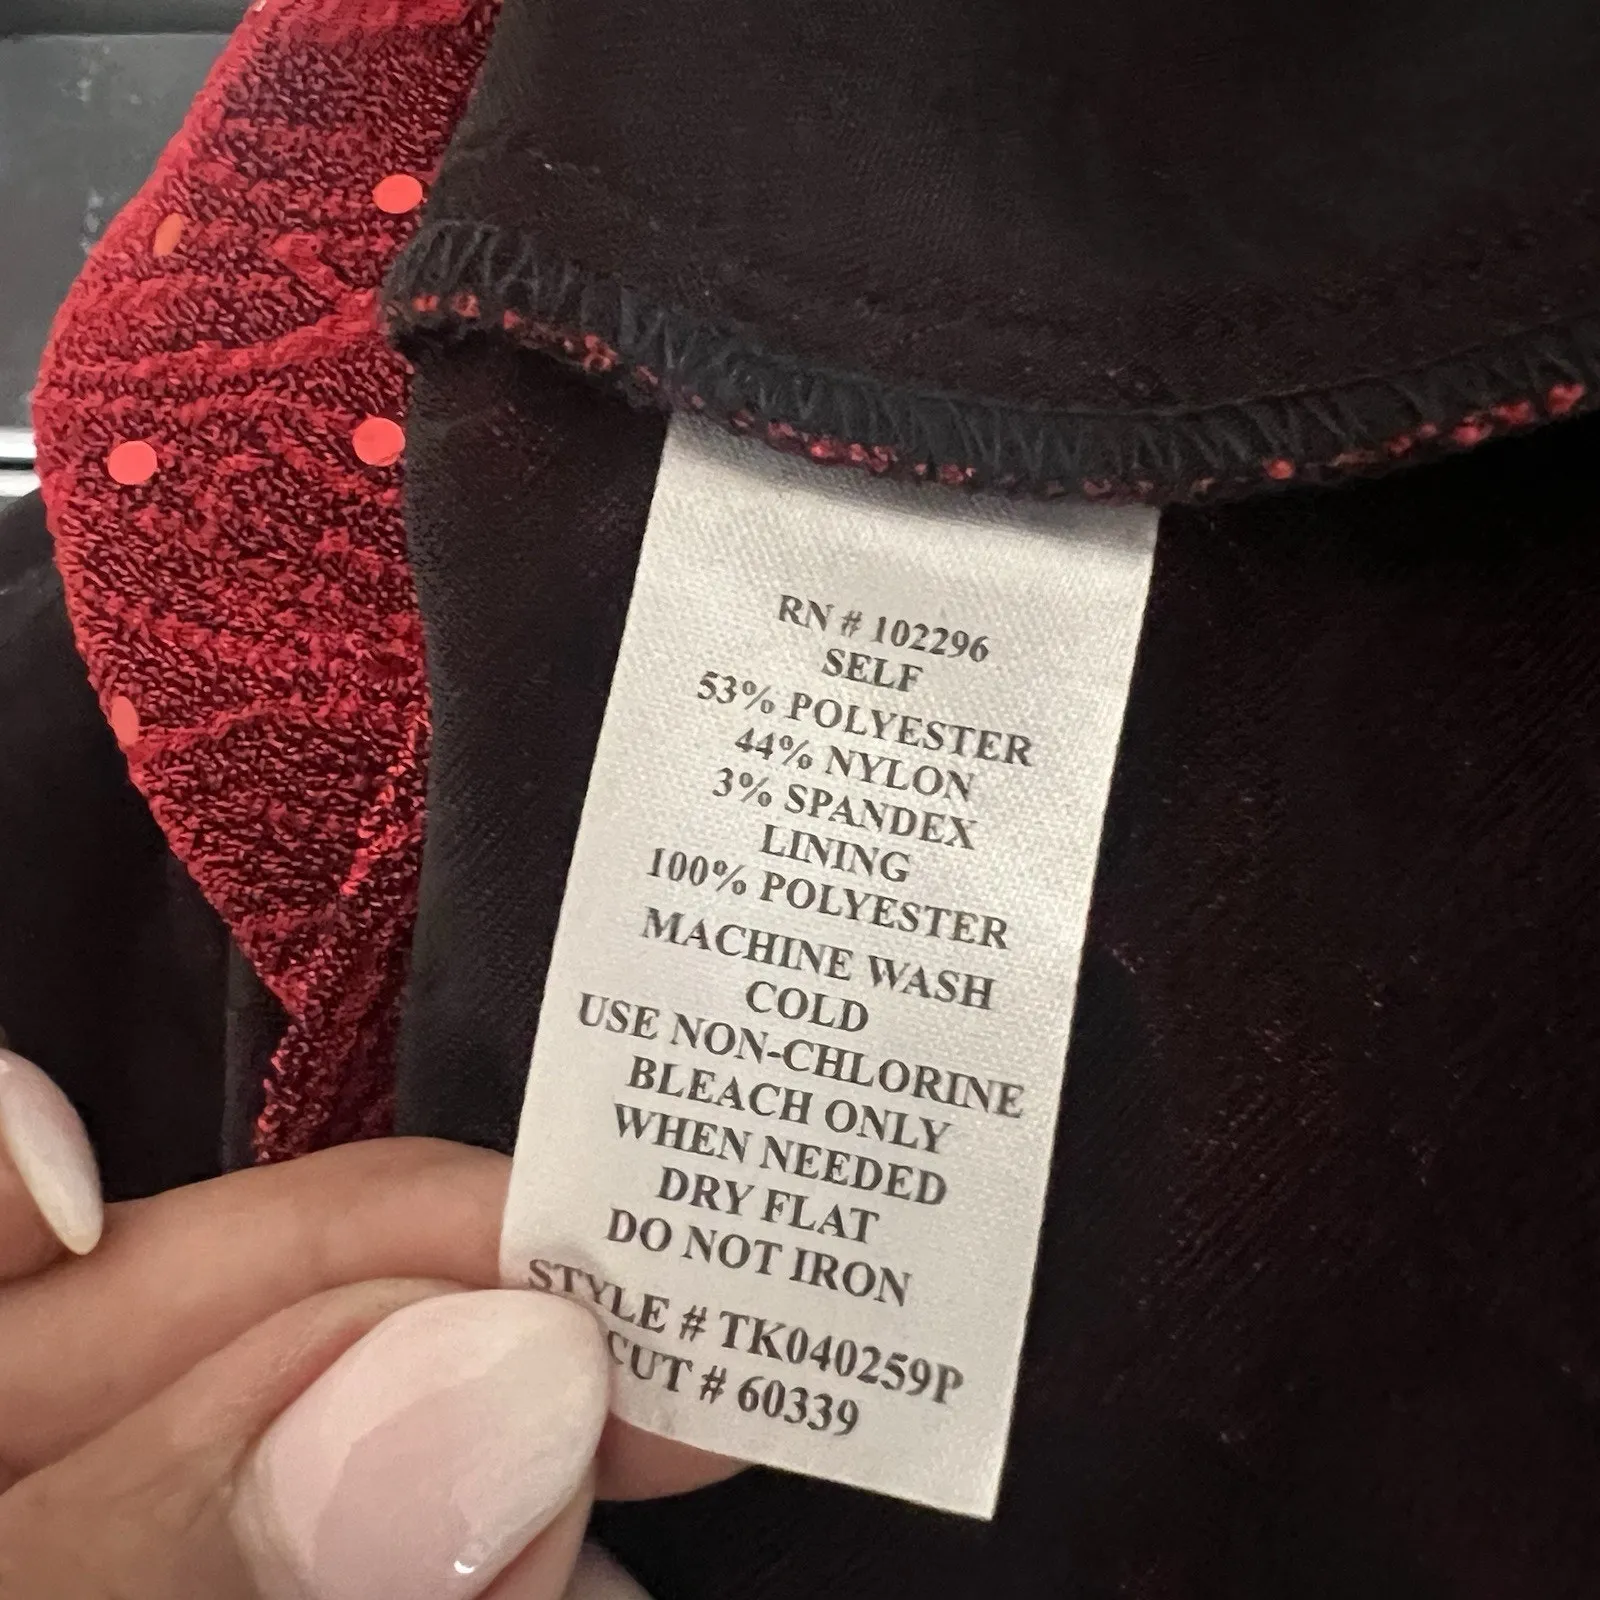 RN # 102296
SELF
53% POLYESTER
44% NYLON
3% SPANDEX
LINING
100% POLYESTER
MACHINE WASH
COLD
USE NON-CHLORINE
BLEACH ONLY
WHEN NEEDED
DRY FLAT
DO NOT IRON
STYLE # TK040259P
CUT # 60339